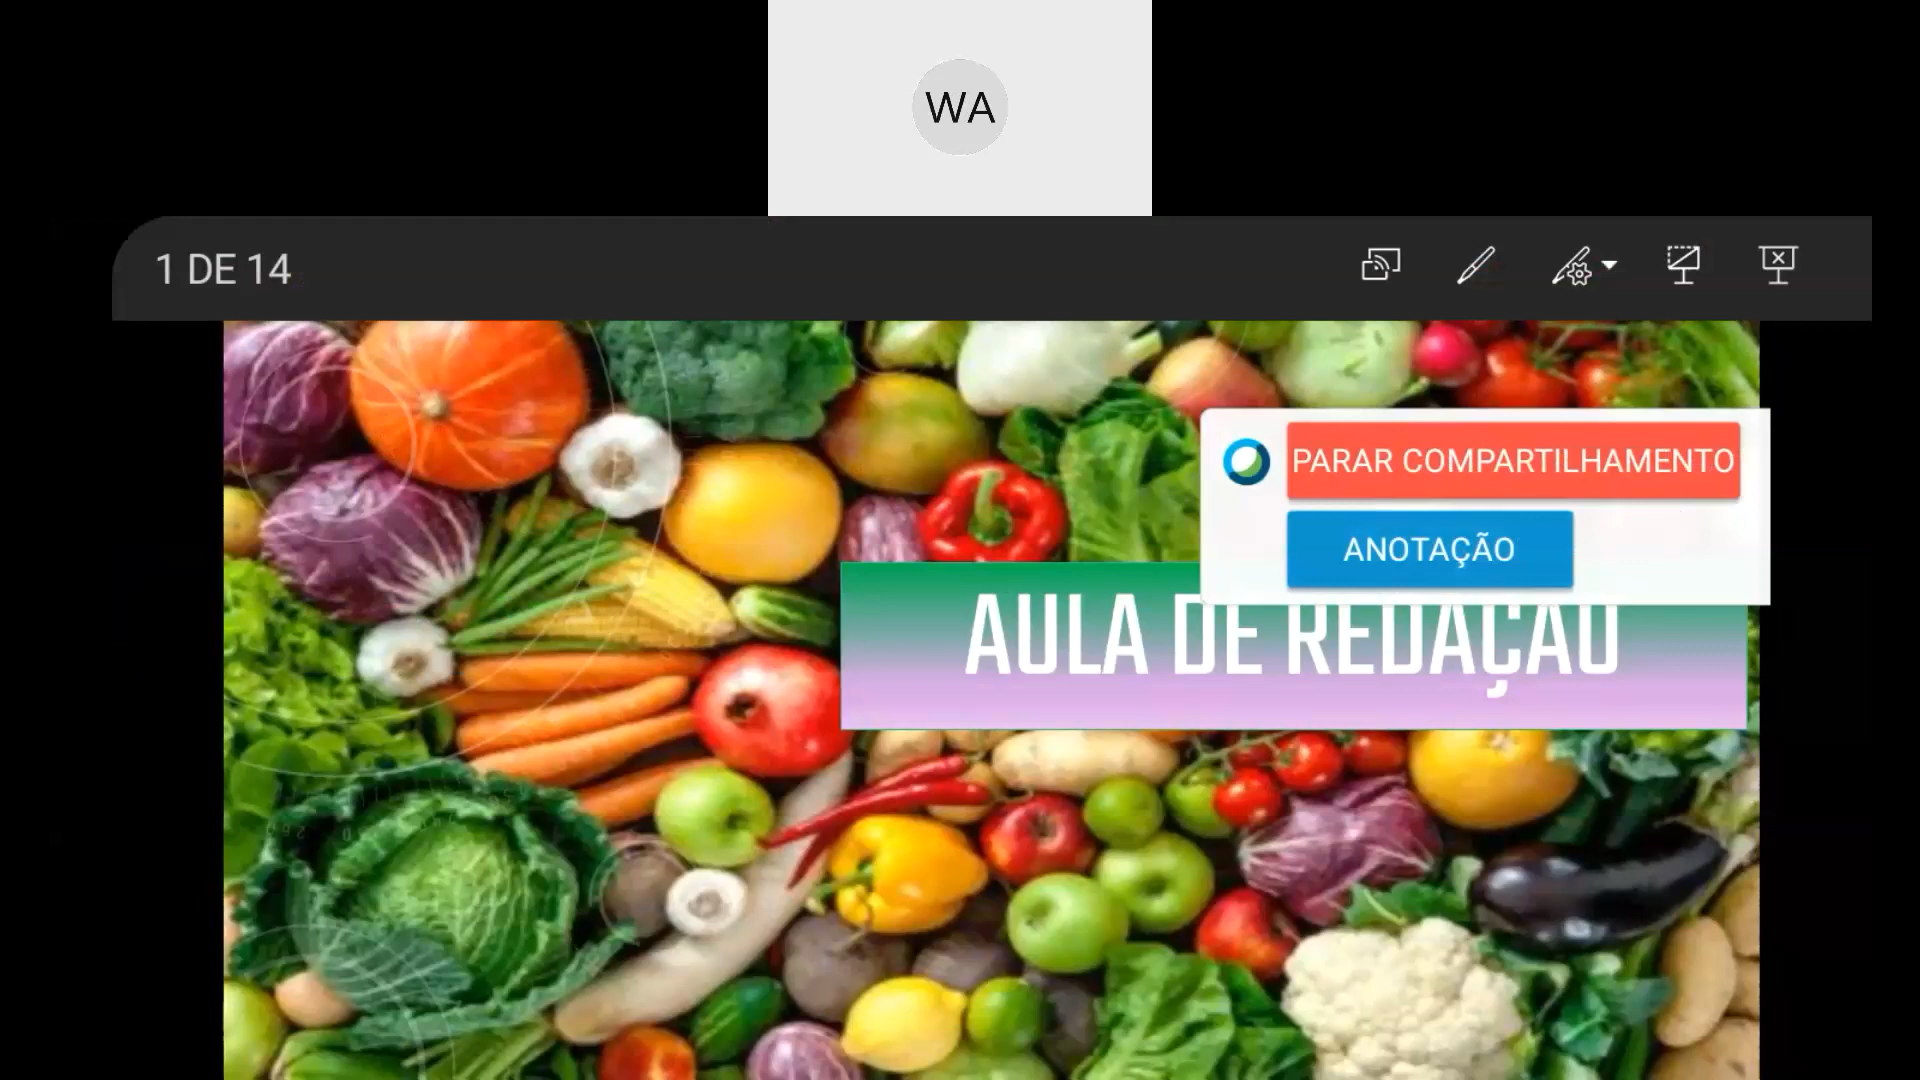 WA
1 DE 14
PARAR COMPARTILHAMENTO
ANOTAÇÃO
AULA DE REDAÇÃO